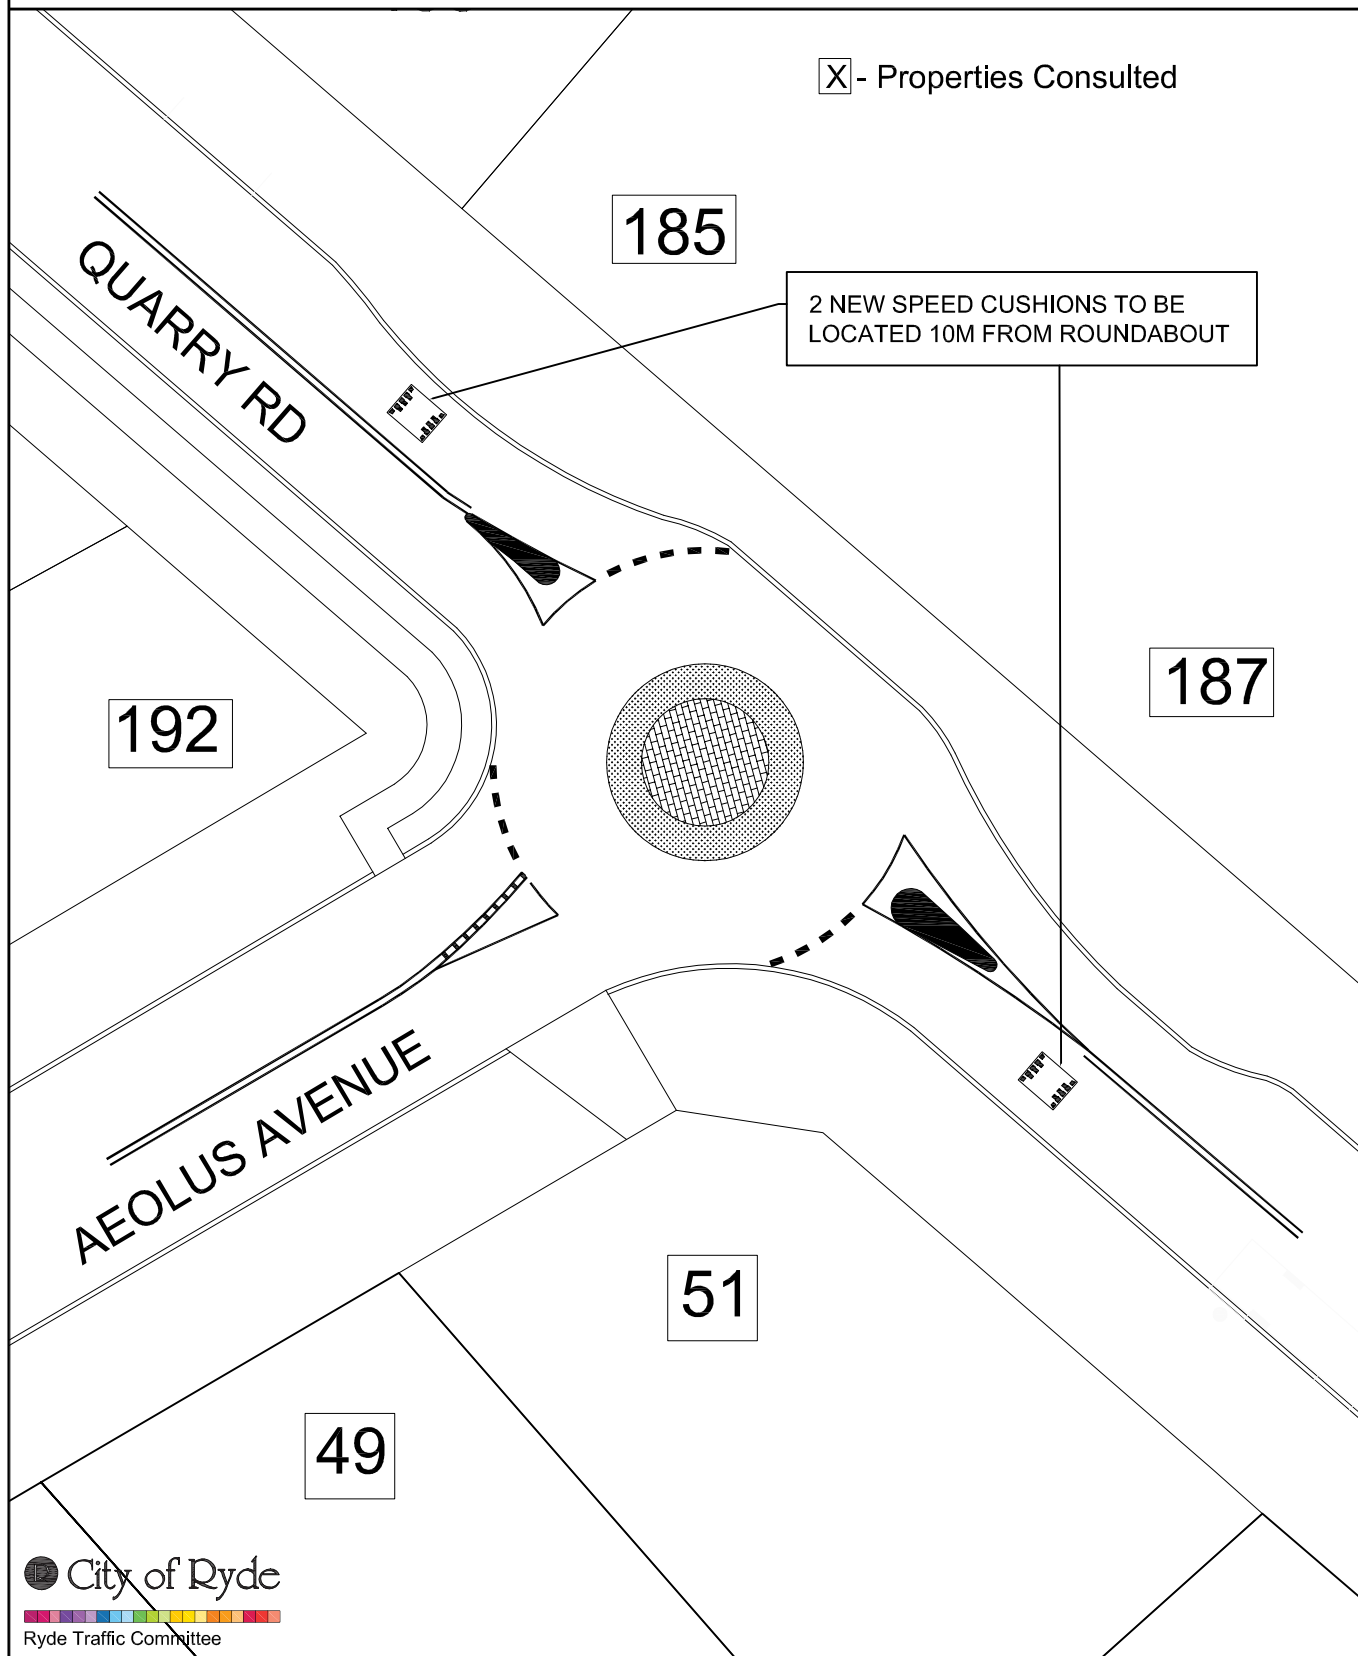 X - Properties Consulted
185
2 NEW SPEED CUSHIONS TO BE
LOCATED 10M FROM ROUNDABOUT
QUARRY RD
187
192
AEOLUS AVENUE
51
49
City of Ryde
Ryde Traffic Committee